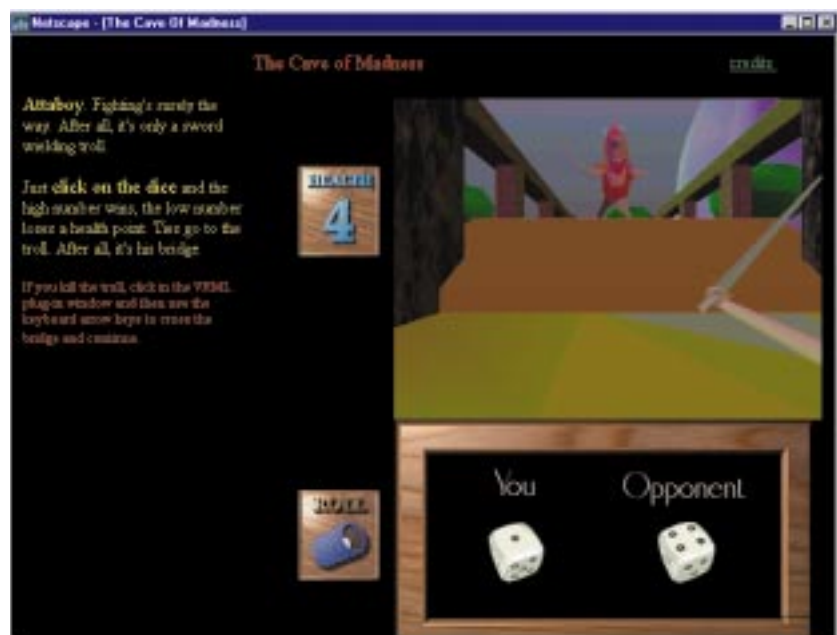 Netscape - [The Cave Of Madness]
The Cave of Madness
credits
Attaboy. Fighting's surely the
way. After all, it's only a sword
wielding troll.
Just click on the dice and the
high number wins, the low number
loses a health point. Ties go to the
troll. After all, it's his bridge.
If you kill the troll, click in the VRML
plug-in window and then use the
keyboard arrow keys to cross the
bridge and continue.
HEALTH
4
ROLL
You
Opponent